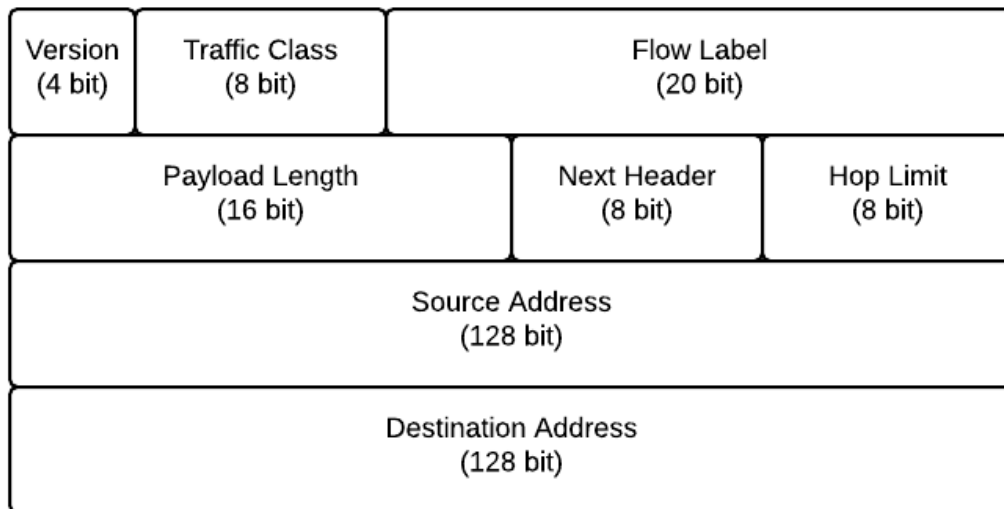 Version
(4 bit)
Traffic Class
(8 bit)
Flow Label
(20 bit)
Payload Length
(16 bit)
Next Header
(8 bit)
Hop Limit
(8 bit)
Source Address
(128 bit)
Destination Address
(128 bit)